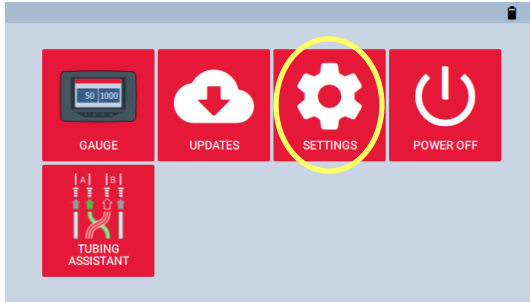 50 1000
GAUGE
UPDATES
SETTINGS
POWER OFF
A B
TUBING
ASSISTANT